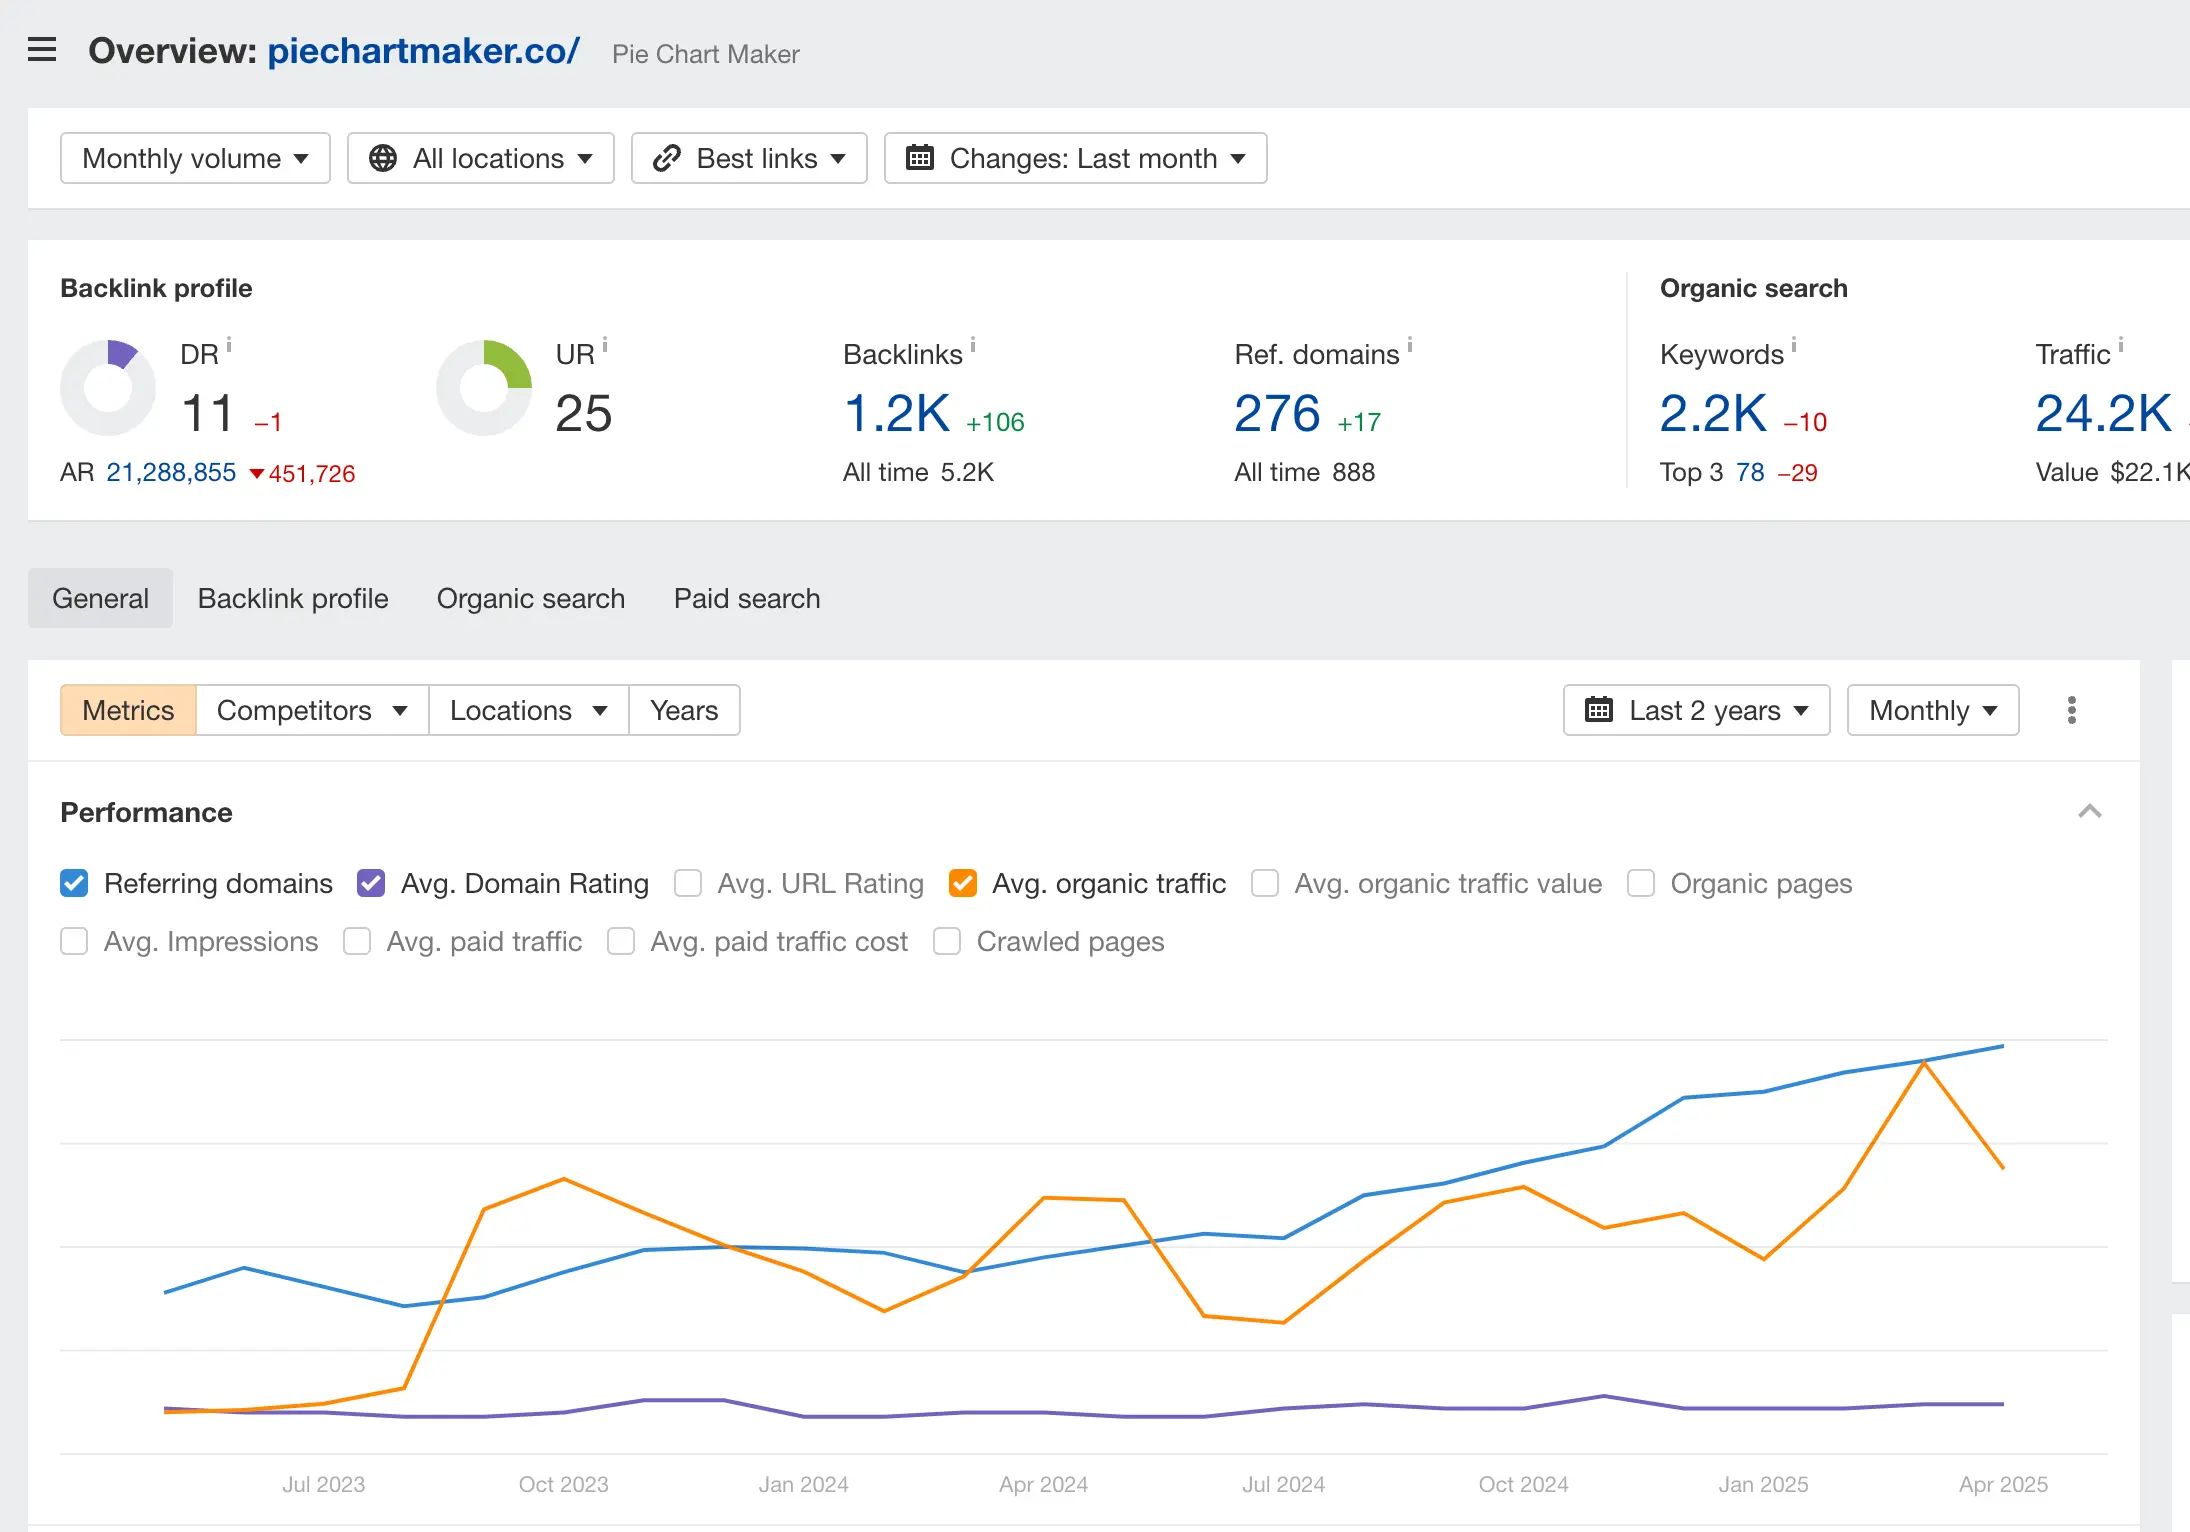 Overview: piechartmaker.co/ Pie Chart Maker
Monthly volume All locations Best links Changes: Last month
Backlink profile
DR i
11 –1
AR 21,288,855 451,726
UR i
25
Backlinks i
1.2K +106
All time 5.2K
Ref. domains i
276 +17
All time 888
Organic search
Keywords i
2.2K –10
Top 3 78 –29
Traffic i
24.2K
Value $22.1K
General Backlink profile Organic search Paid search
Metrics Competitors Locations Years Last 2 years Monthly
Performance
Referring domains Avg. Domain Rating Avg. URL Rating Avg. organic traffic Avg. organic traffic value Organic pages
Avg. Impressions Avg. paid traffic Avg. paid traffic cost Crawled pages
Jul 2023 Oct 2023 Jan 2024 Apr 2024 Jul 2024 Oct 2024 Jan 2025 Apr 2025